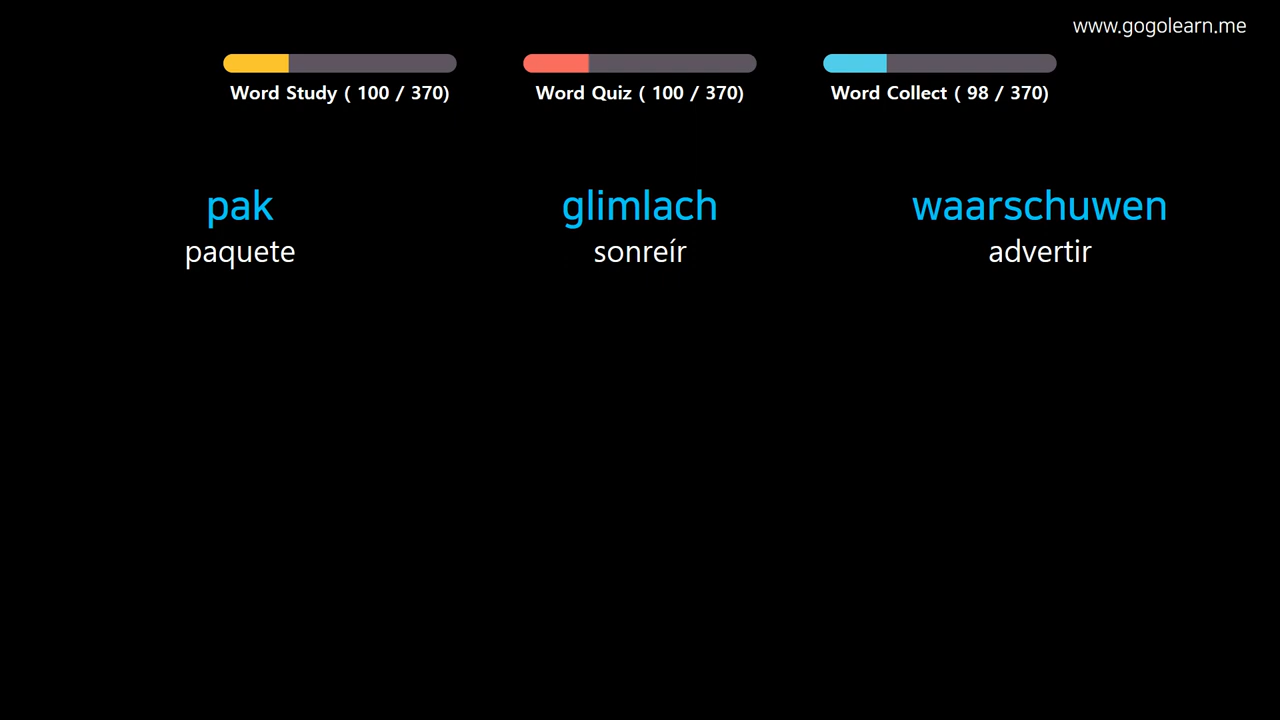 www.gogolearn.me
Word Study ( 100 / 370)
Word Quiz ( 100 / 370)
Word Collect ( 98 / 370)
pak
paquete
glimlach
sonreír
waarschuwen
advertir